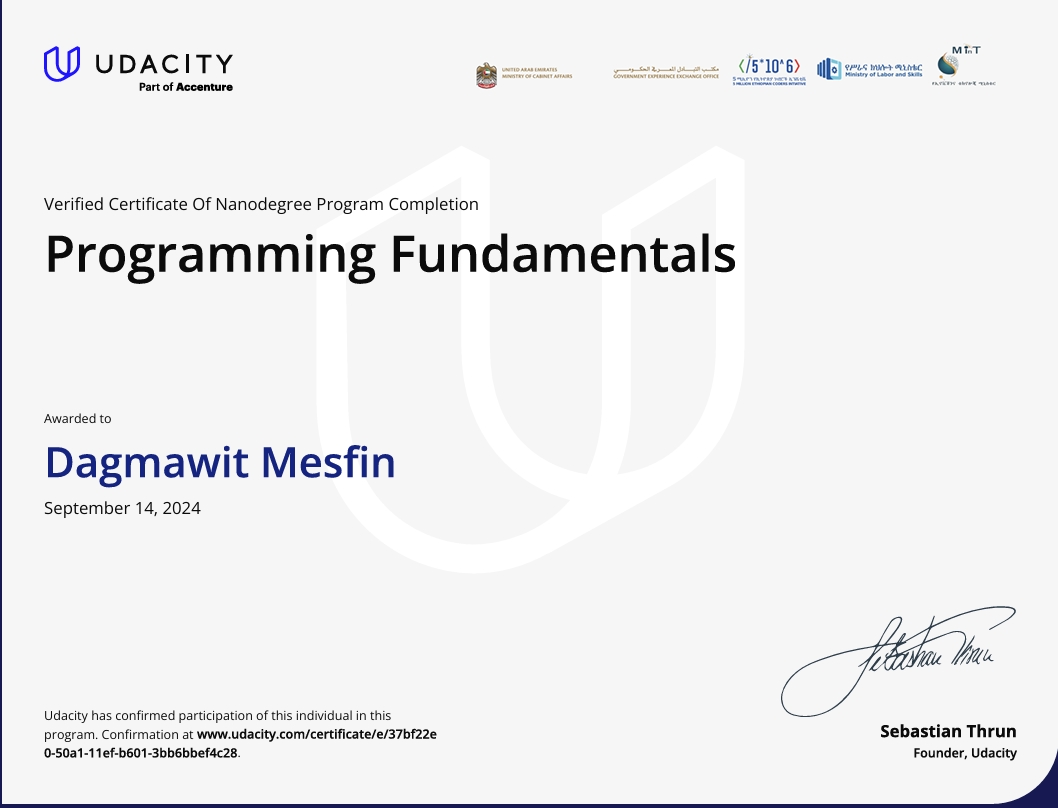 UDACITY
Part of Accenture
UNITED ARAB EMIRATES
MINISTRY OF CABINET AFFAIRS
مكتب التبادل المعرفي الحكومي
GOVERNMENT EXPERIENCE EXCHANGE OFFICE
</5*10^6>
5 MILLION ETHIOPIAN CODERS INITIATIVE
የሥራና ክህሎት ሚኒስቴር
Ministry of Labor and Skills
MInT
Verified Certificate Of Nanodegree Program Completion
Programming Fundamentals
Awarded to
Dagmawit Mesfin
September 14, 2024
Udacity has confirmed participation of this individual in this
program. Confirmation at www.udacity.com/certificate/e/37bf22e
0-50a1-11ef-b601-3bb6bbef4c28.
Sebastian Thrun
Sebastian Thrun
Founder, Udacity